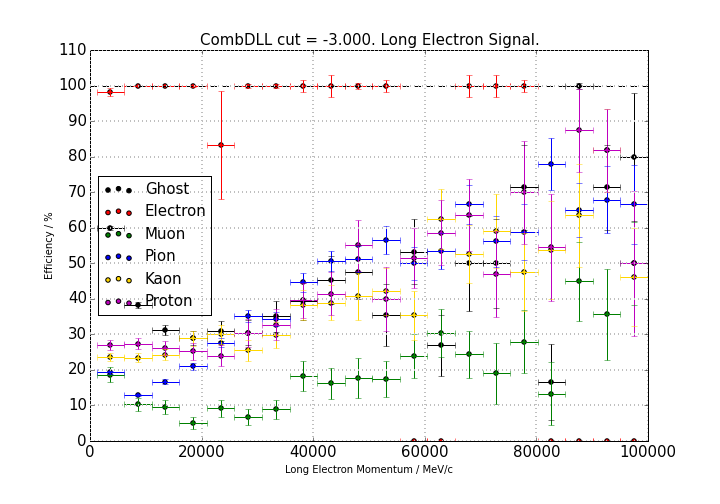 CombDLL cut = -3.000. Long Electron Signal.
110
100
90
80
70
60
50
40
30
20
10
0
Efficiency / %
Ghost
Electron
Muon
Pion
Kaon
Proton
0 20000 40000 60000 80000 100000
Long Electron Momentum / MeV/c